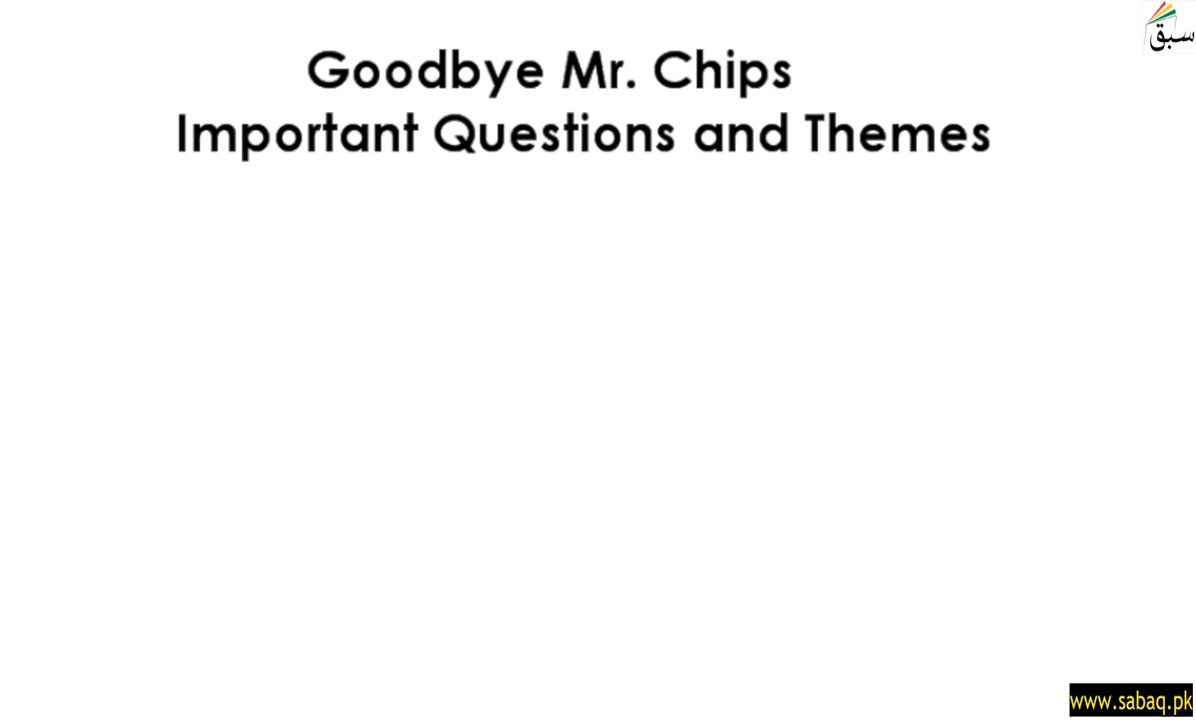 سبق
Goodbye Mr. Chips
Important Questions and Themes
www.sabaq.pk